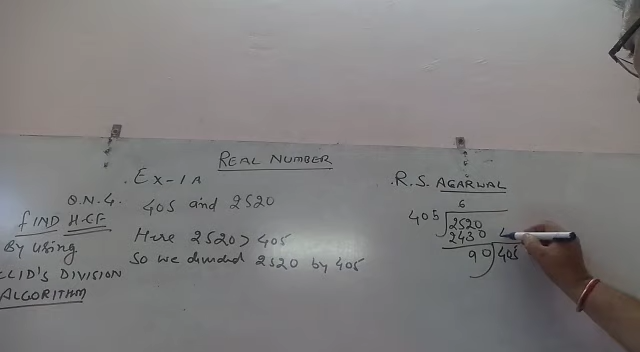 REAL NUMBER
EX-1A
R.S. AGARWAL
Q.N.4. 405 and 2520
FIND H.C.F
By using
CLID'S DIVISION
ALGORITHM
Here 2520 > 405
So we divided 2520 by 405
6
405 2520
2430
90 405